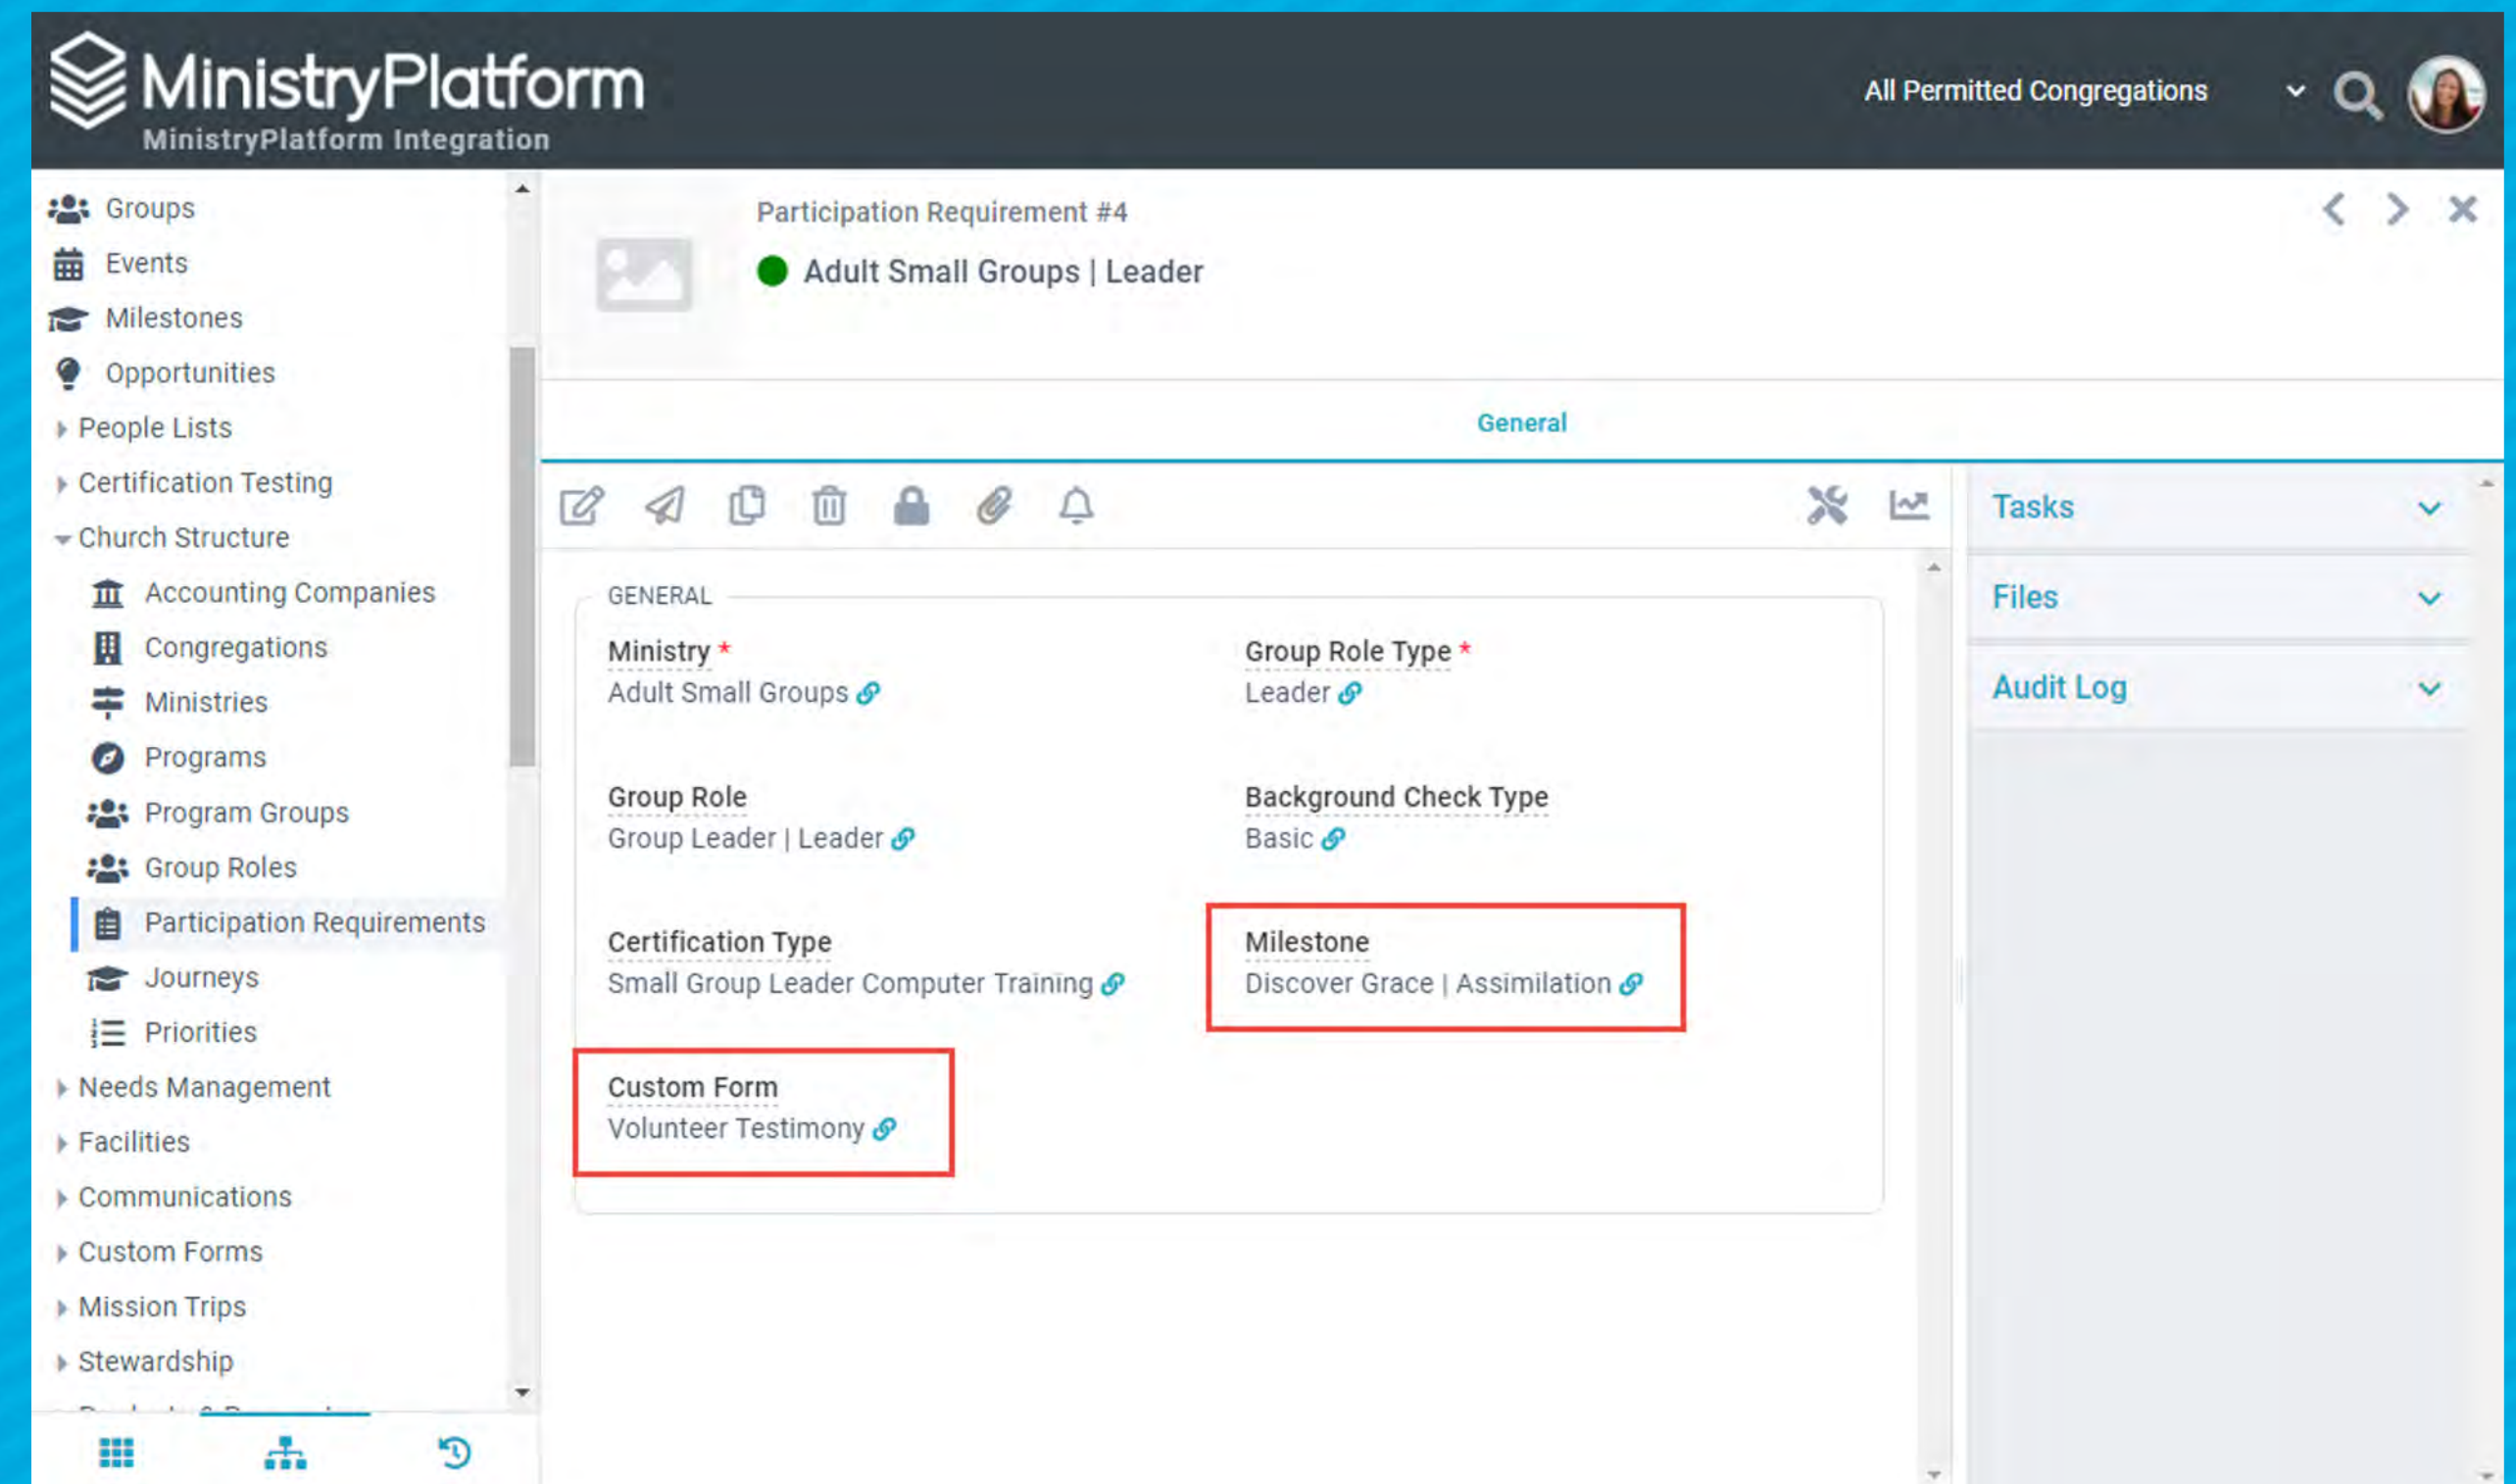 MinistryPlatform
MinistryPlatform Integration
All Permitted Congregations
Groups
Events
Milestones
Opportunities
People Lists
Certification Testing
Church Structure
Accounting Companies
Congregations
Ministries
Programs
Program Groups
Group Roles
Participation Requirements
Journeys
Priorities
Needs Management
Facilities
Communications
Custom Forms
Mission Trips
Stewardship
Participation Requirement #4
Adult Small Groups | Leader
General
GENERAL
Ministry * Group Role Type *
Adult Small Groups Leader
Group Role Background Check Type
Group Leader | Leader Basic
Certification Type Milestone
Small Group Leader Computer Training Discover Grace | Assimilation
Custom Form
Volunteer Testimony
Tasks
Files
Audit Log